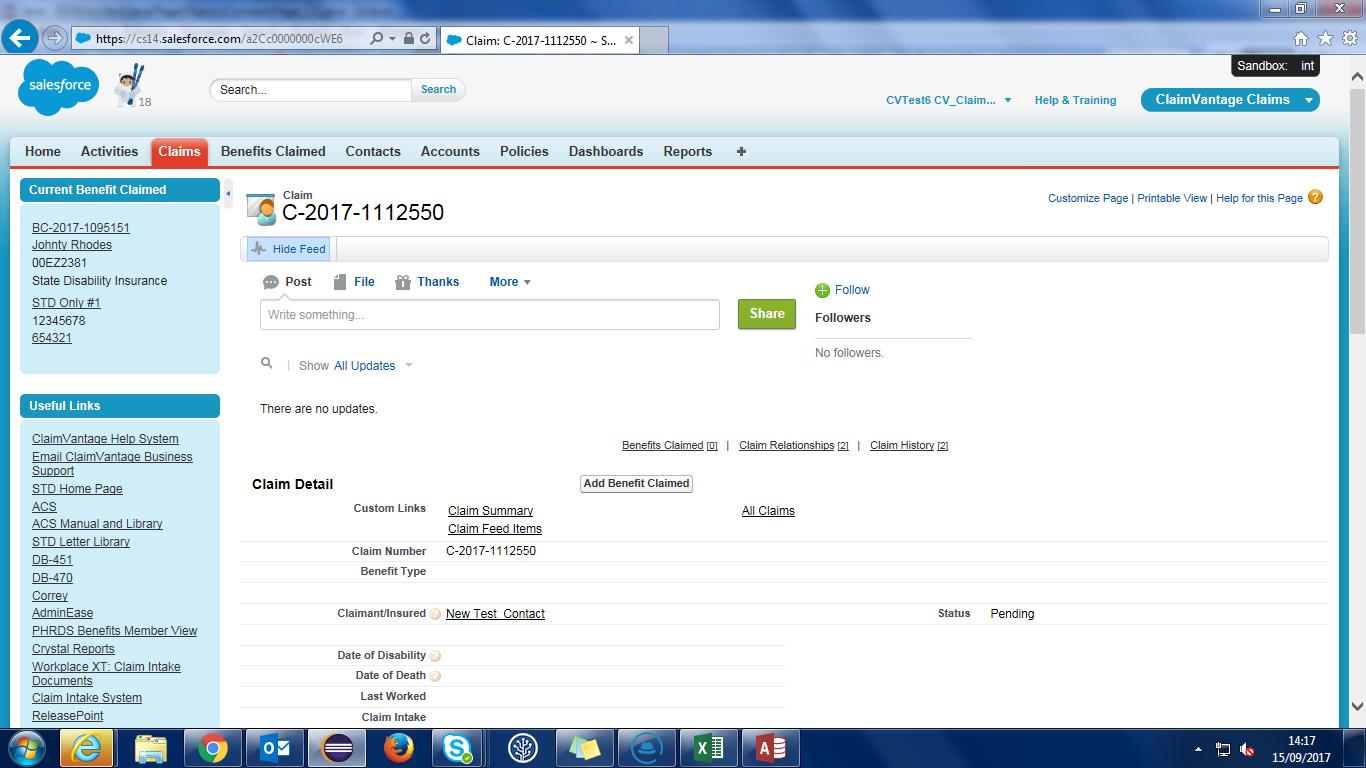 https://cs14.salesforce.com/a2Cc0000000cWE6
Claim: C-2017-1112550 ~ S...
Sandbox: int
salesforce
18
Search...
Search
CVTest6 CV_Claim...
Help & Training
ClaimVantage Claims
Home Activities Claims Benefits Claimed Contacts Accounts Policies Dashboards Reports +
Current Benefit Claimed
BC-2017-1095151
Johnty Rhodes
00EZ2381
State Disability Insurance
STD Only #1
12345678
654321
Useful Links
ClaimVantage Help System
Email ClaimVantage Business
Support
STD Home Page
ACS
ACS Manual and Library
STD Letter Library
DB-451
DB-470
Correy
AdminEase
PHRDS Benefits Member View
Crystal Reports
Workplace XT: Claim Intake
Documents
Claim Intake System
ReleasePoint
Claim
C-2017-1112550
Customize Page | Printable View | Help for this Page ?
Hide Feed
Post File Thanks More
Write something...
Share
Follow
Followers
No followers.
Show All Updates
There are no updates.
Benefits Claimed [0] | Claim Relationships [2] | Claim History [2]
Claim Detail
Add Benefit Claimed
Custom Links Claim Summary All Claims
Claim Feed Items
Claim Number C-2017-1112550
Benefit Type
Claimant/Insured ? New Test Contact Status Pending
Date of Disability ?
Date of Death ?
Last Worked
Claim Intake
14:17
15/09/2017